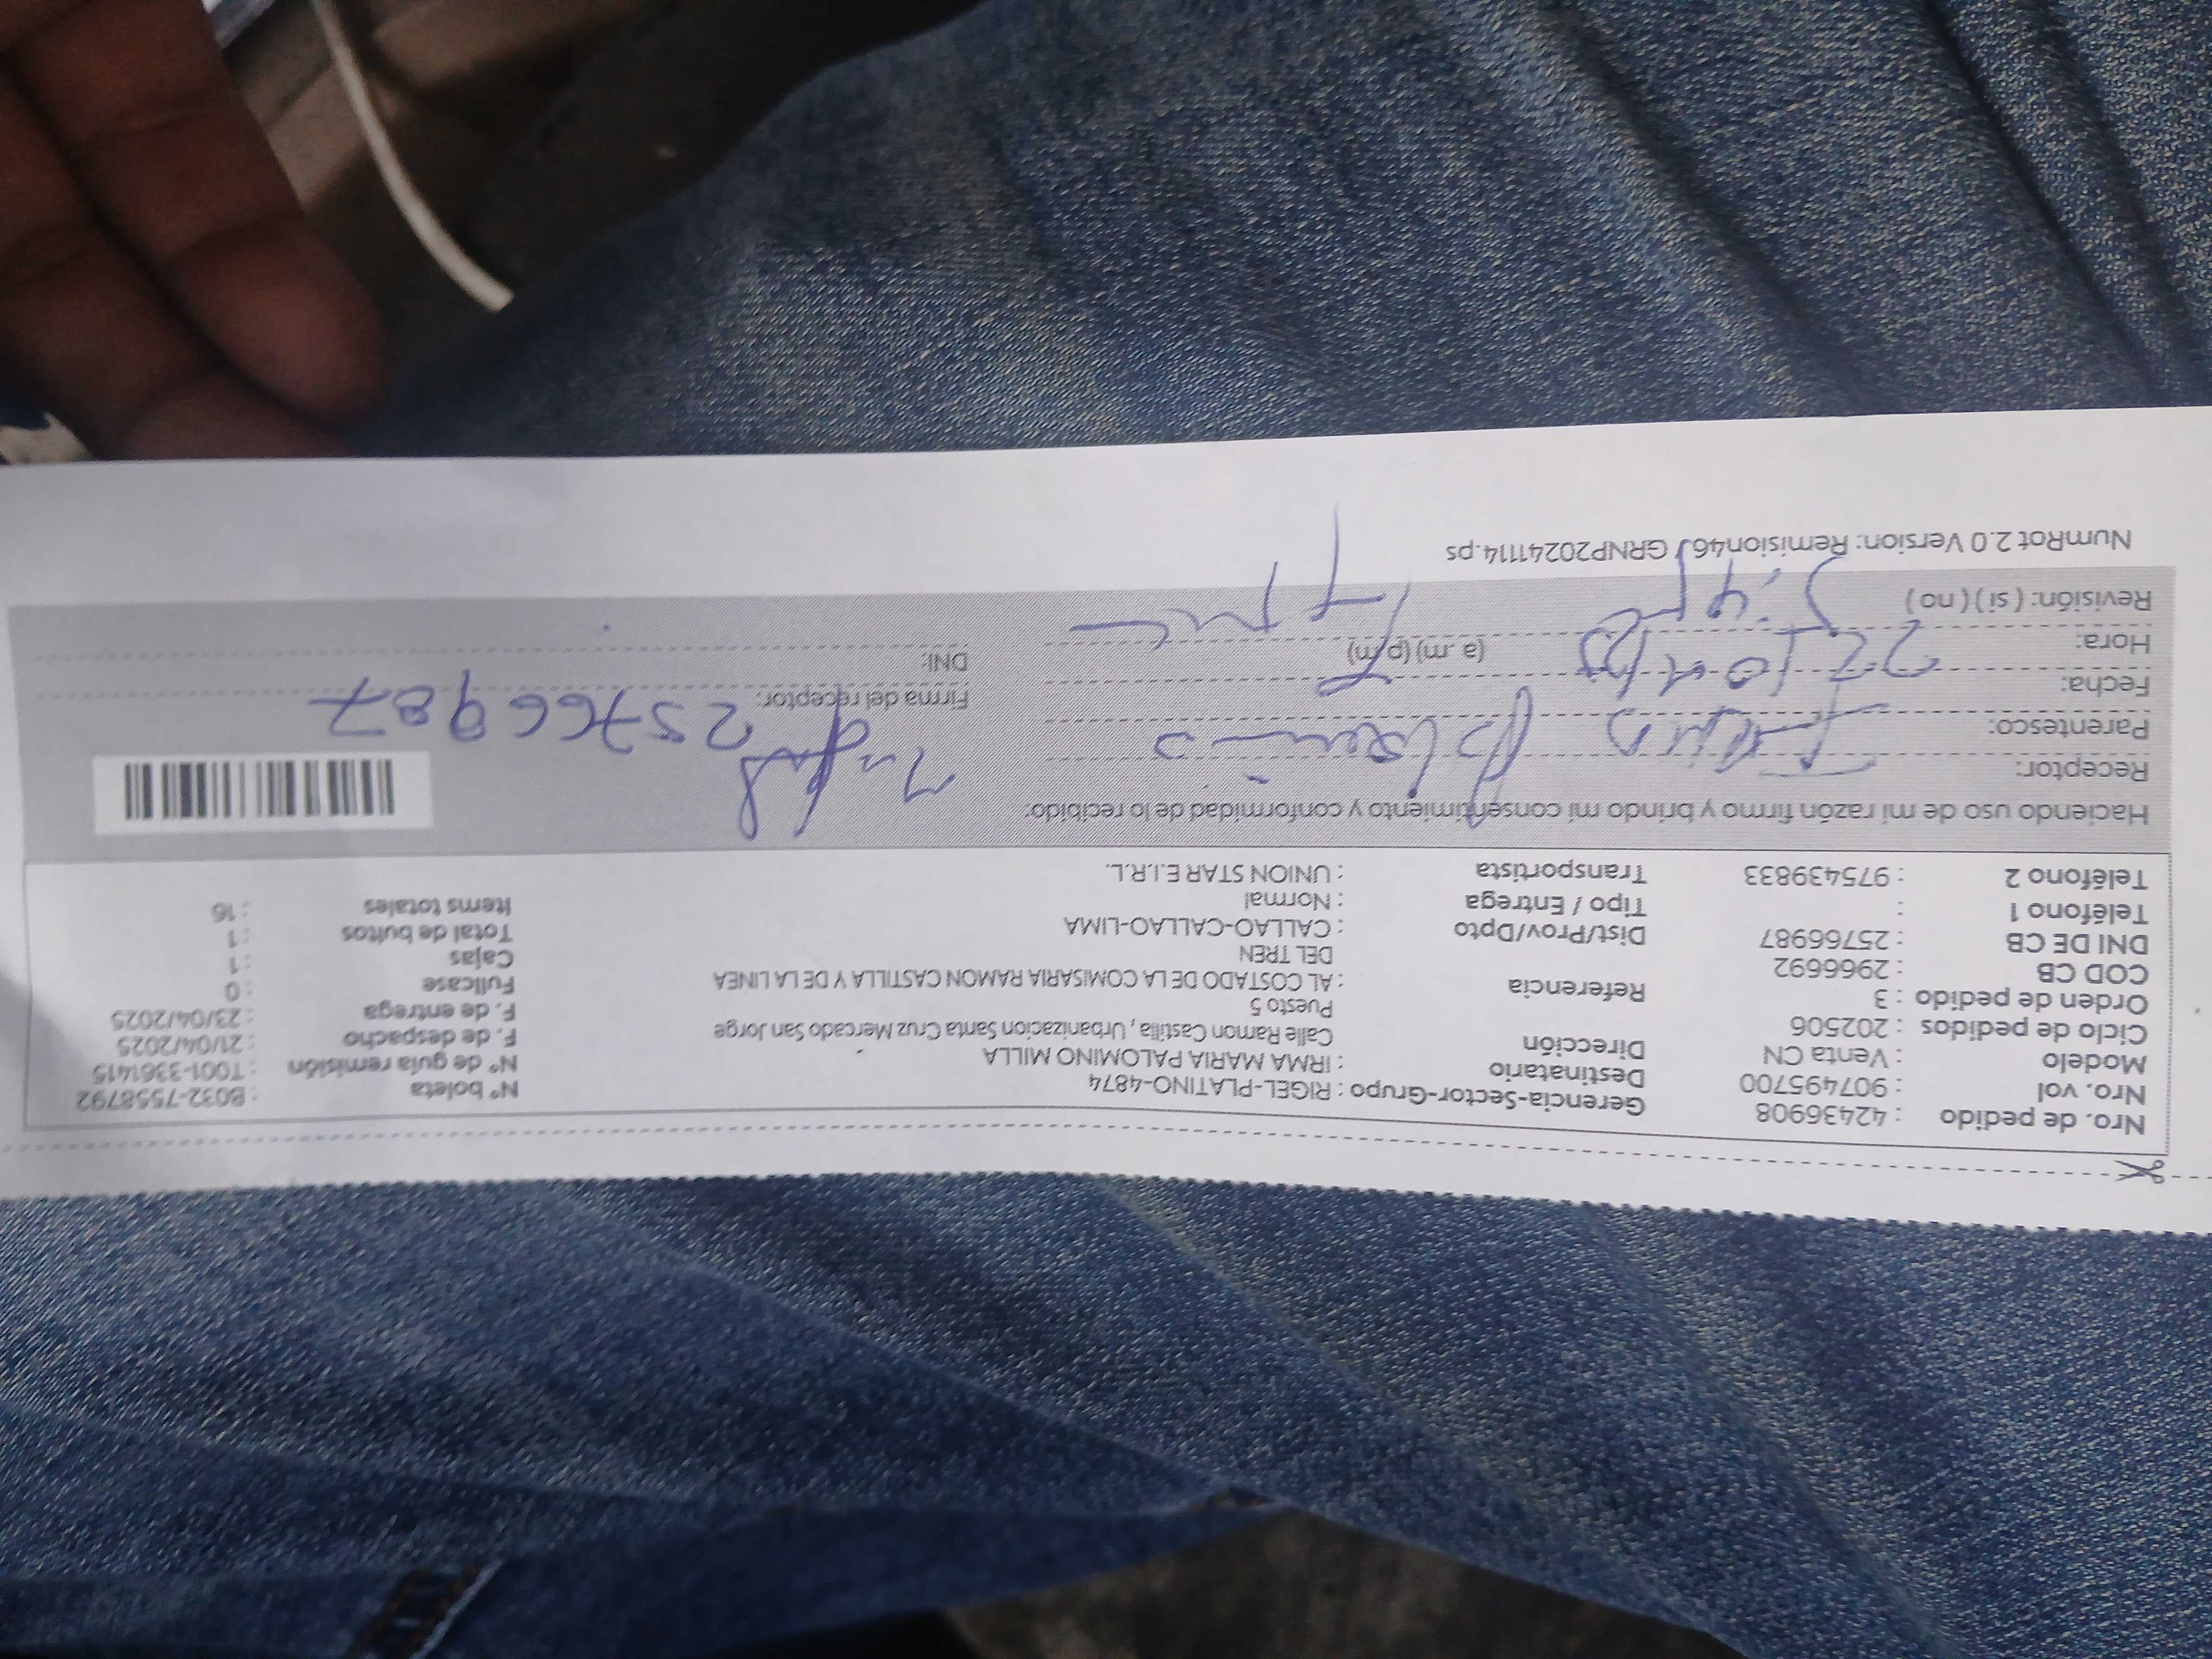 Nro. de pedido : 42436908 Gerencia-Sector-Grupo : RIGEL-PLATINO-4874 N° boleta : B032-7558792
Nro. vol : 907495700 Destinatario : IRMA MARIA PALOMINO MILLA N° de guía remisión : T001-3361415
Modelo : Venta CN Dirección Calle Ramon Castilla , Urbanizacion Santa Cruz Mercado San Jorge F. de despacho : 21/04/2025
Ciclo de pedidos : 202506 Puesto 5 F. de entrega : 23/04/2025
Orden de pedido : 3 Referencia : AL COSTADO DE LA COMISARIA RAMON CASTILLA Y DE LA LINEA Fullcase : 0
COD CB : 2966692 DEL TREN Cajas : 1
DNI DE CB : 25766987 Dist/Prov/Dpto : CALLAO-CALLAO-LIMA Total de bultos : 1
Teléfono 1 : Tipo / Entrega : Normal Items totales : 16
Teléfono 2 : 975439833 Transportista : UNION STAR E.I.R.L.
Haciendo uso de mi razón firmo y brindo mi consentimiento y conformidad de lo recibido:
Receptor:
Parentesco:
Firma del receptor: 25766987
Fecha:
DNI:
Hora: (a .m) (p.m)
Revisión: ( si ) ( no )
NumRot 2.0 Version: Remision46 GRNP20241114.ps